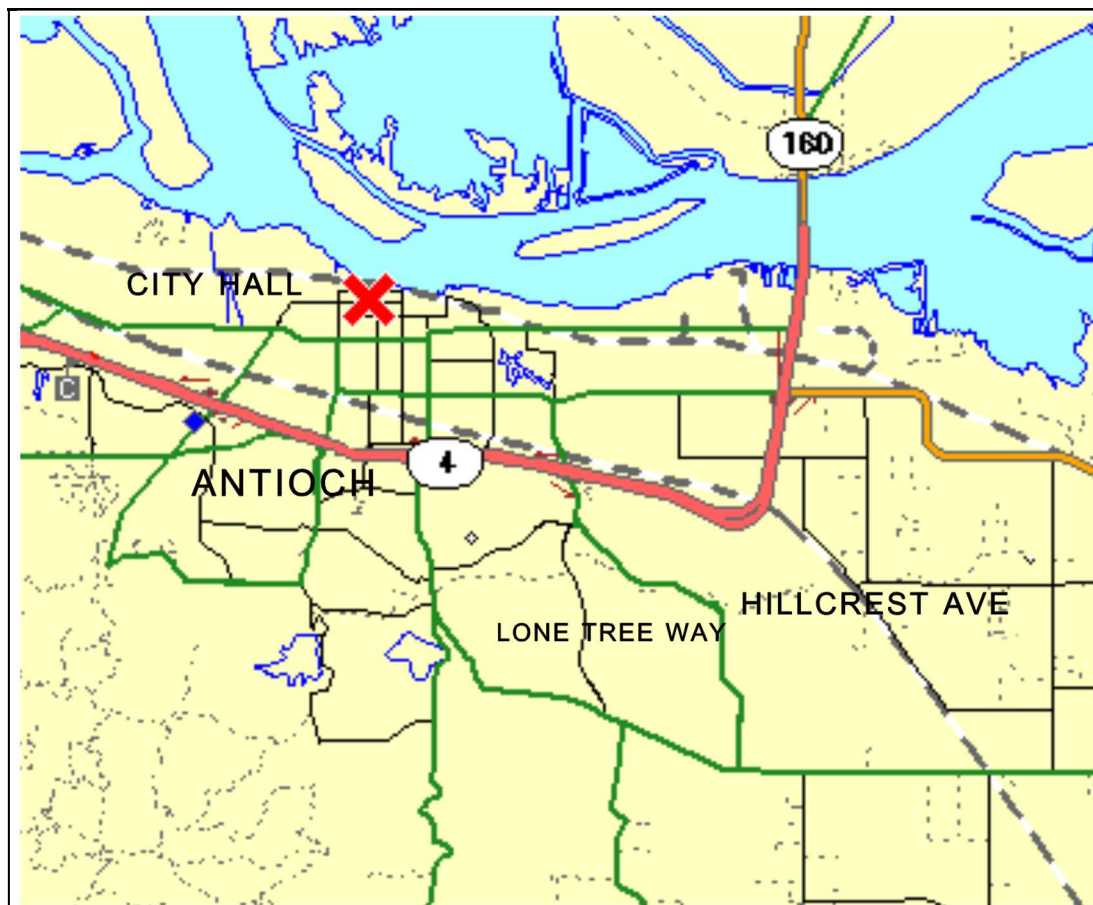 160
CITY HALL
C
4
ANTIOCH
HILLCREST AVE
LONE TREE WAY